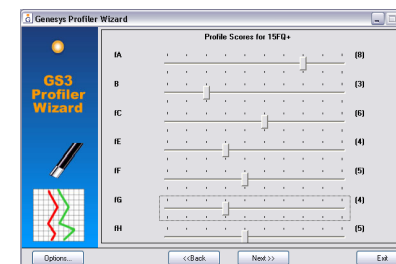 Genesys Profiler Wizard
Profile Scores for 15FQ+
GS3
Profiler
Wizard
fA (8)
B (3)
fC (6)
fE (4)
fF (5)
fG (4)
fH (5)
Options... <<Back Next>> Exit